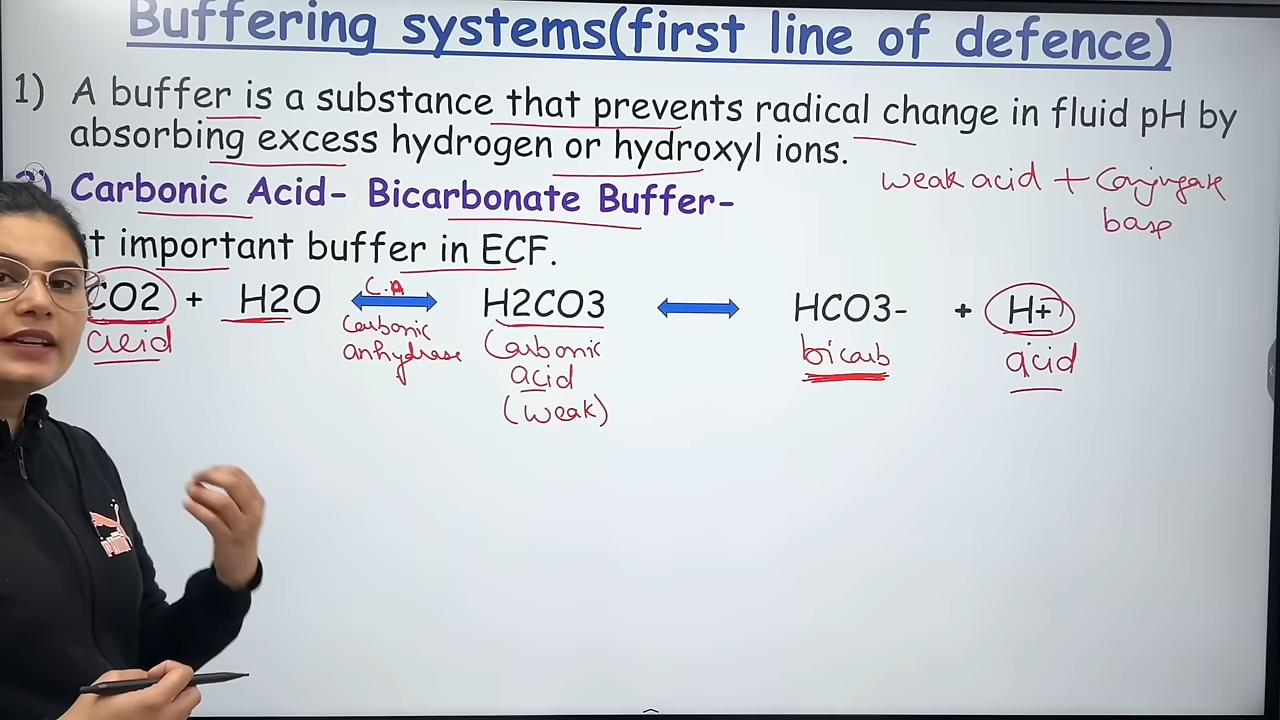 Buffering systems(first line of defence)
1) A buffer is a substance that prevents radical change in fluid pH by
absorbing excess hydrogen or hydroxyl ions.
weak acid + Conjugate
base
Carbonic Acid- Bicarbonate Buffer-
important buffer in ECF.
CO2 + H2O C.A H2CO3 HCO3- + H+
acid Carbonic anhydrase Carbonic acid (weak) bicarb acid